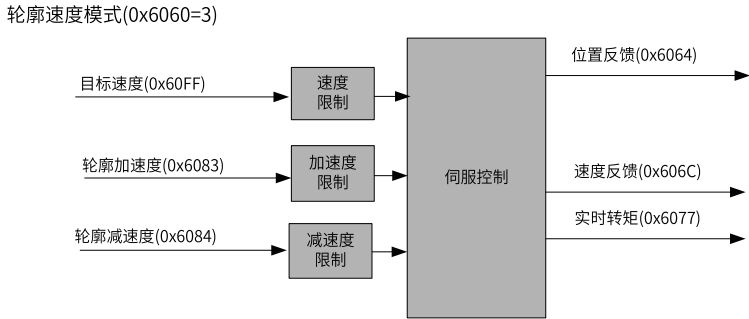 轮廓速度模式(0x6060=3)
目标速度(0x60FF)
速度
限制
位置反馈(0x6064)
轮廓加速度(0x6083)
加速度
限制
伺服控制
速度反馈(0x606C)
轮廓减速度(0x6084)
减速度
限制
实时转矩(0x6077)